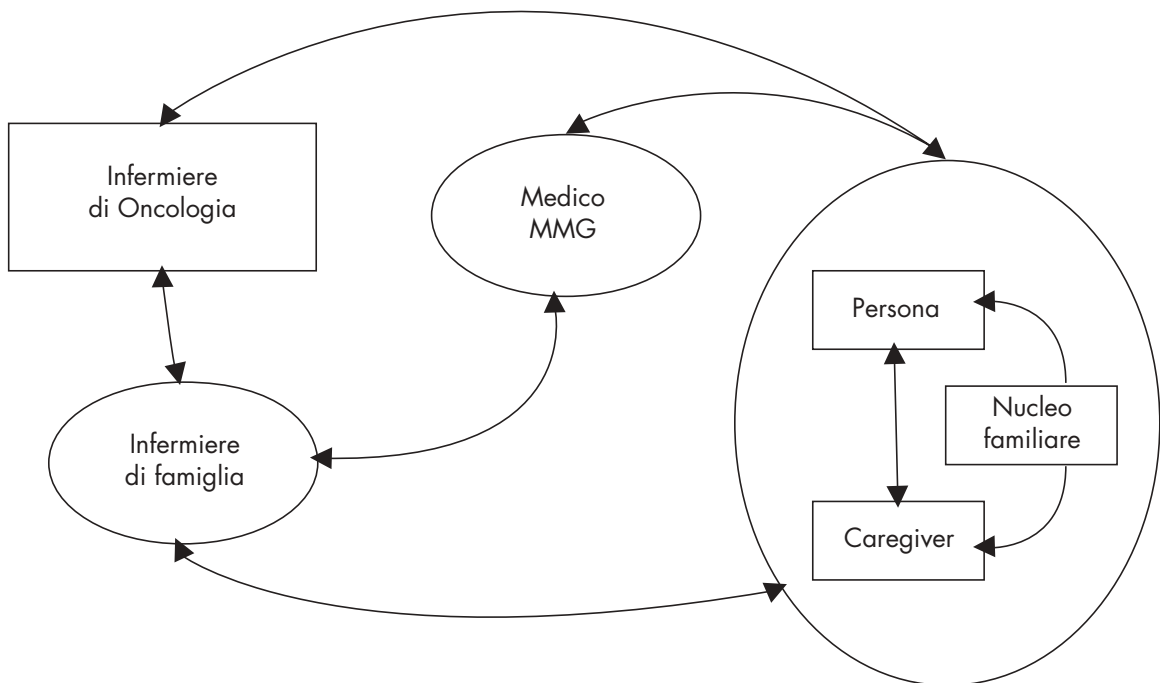 Infermiere
di Oncologia
Medico
MMG
Persona
Nucleo
familiare
Infermiere
di famiglia
Caregiver